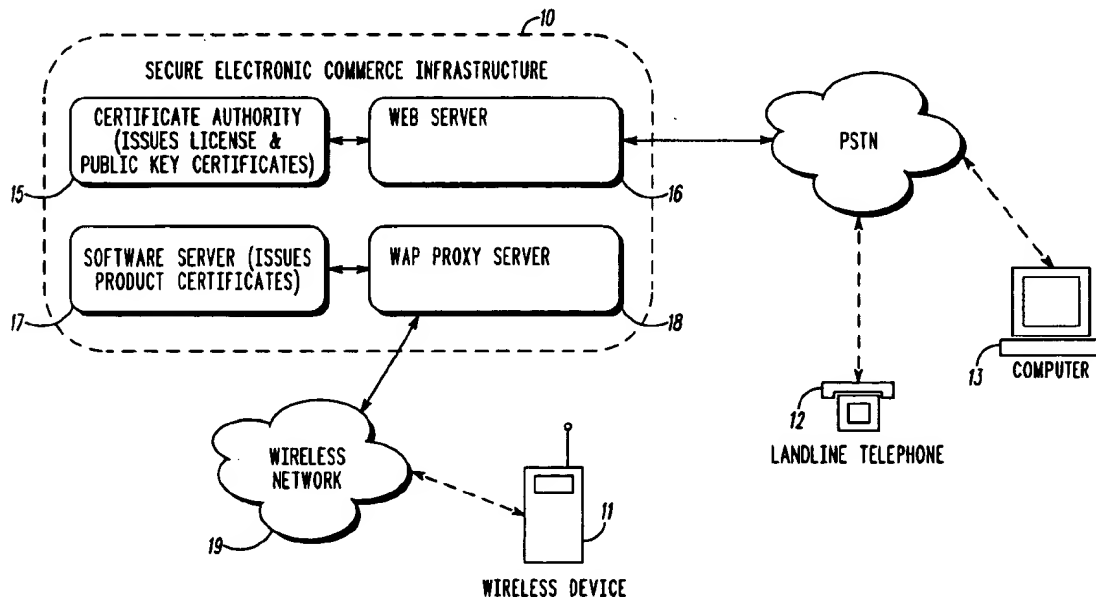 10
SECURE ELECTRONIC COMMERCE INFRASTRUCTURE
CERTIFICATE AUTHORITY
(ISSUES LICENSE &
PUBLIC KEY CERTIFICATES)
15
WEB SERVER
16
PSTN
SOFTWARE SERVER (ISSUES
PRODUCT CERTIFICATES)
17
WAP PROXY SERVER
18
13
COMPUTER
12
LANDLINE TELEPHONE
WIRELESS
NETWORK
19
11
WIRELESS DEVICE